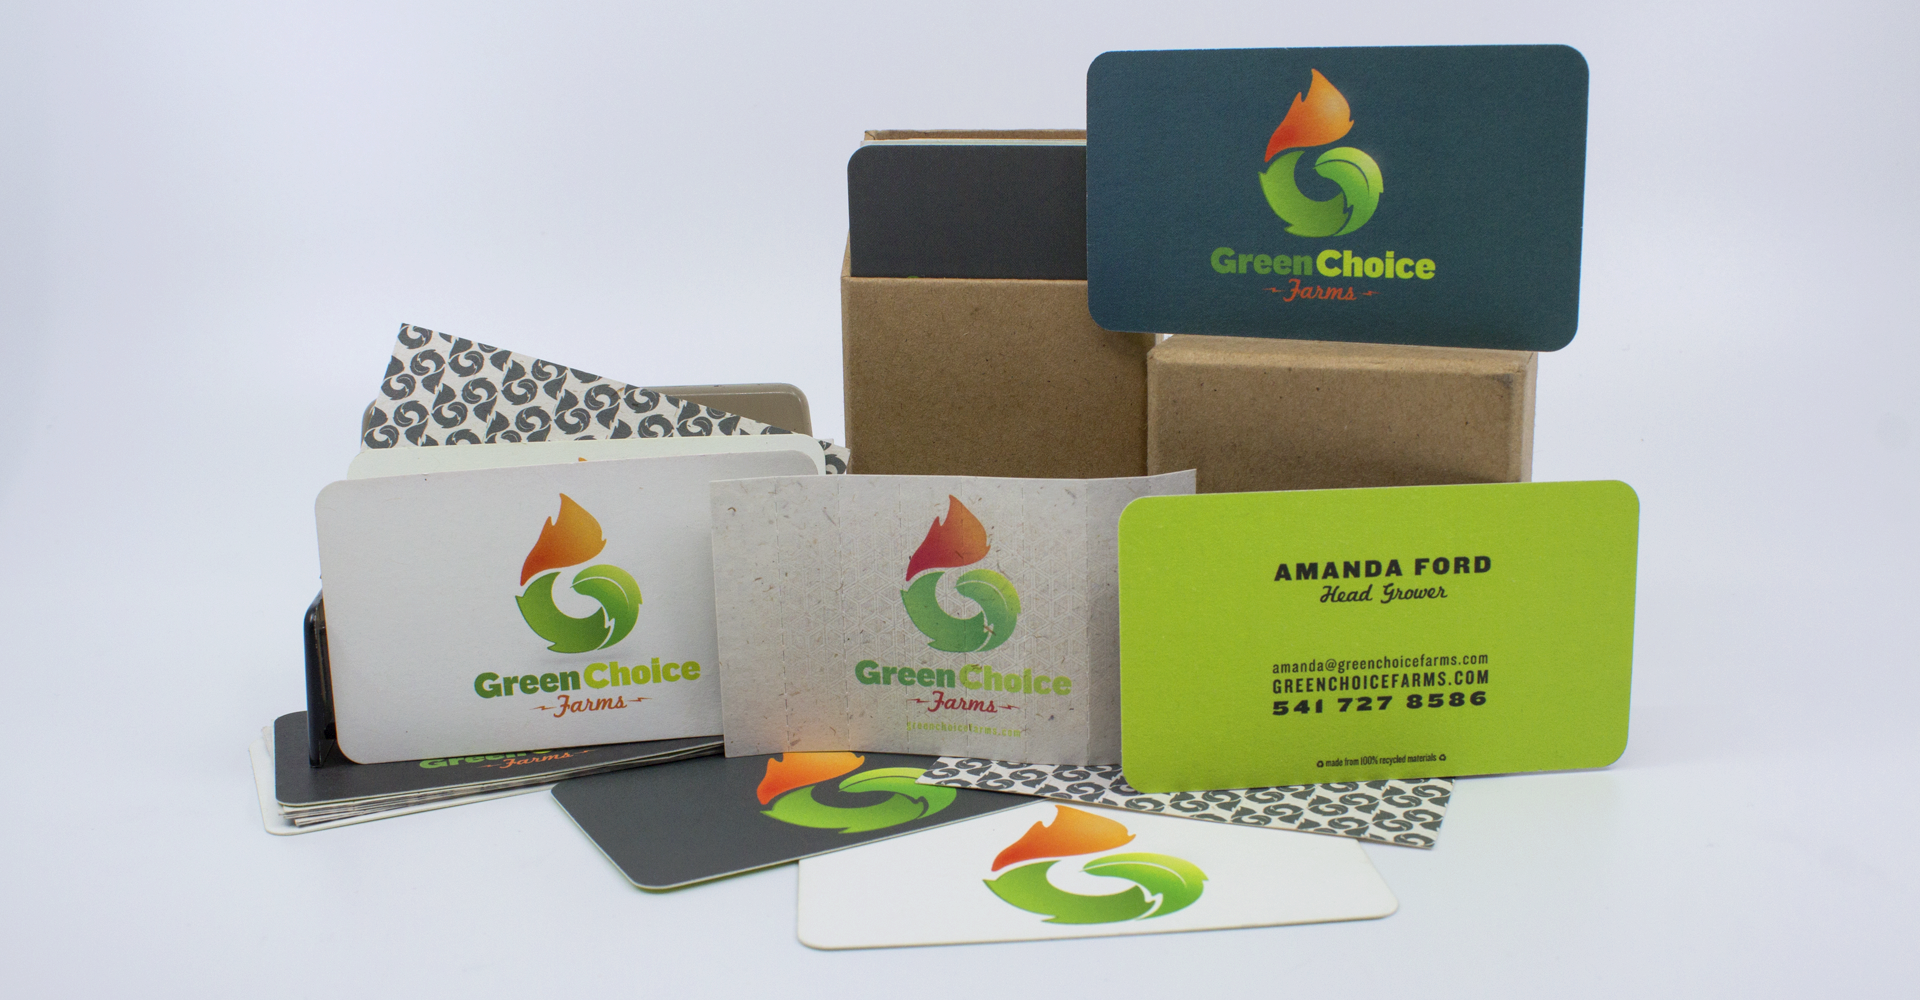 Green Choice
Farms
Green Choice
Farms
Green Choice
Farms
greenchoicefarms.com
AMANDA FORD
Head Grower
amanda@greenchoicefarms.com
GREENCHOICEFARMS.COM
541 727 8586
made from 100% recycled materials
Farms